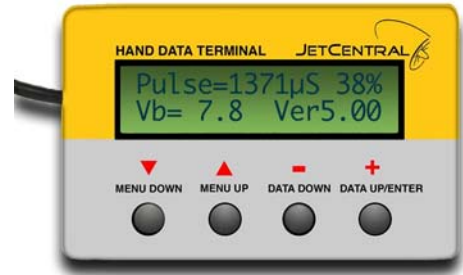 HAND DATA TERMINAL JETCENTRAL
Pulse=1371µS 38%
Vb= 7.8 Ver5.00
MENU DOWN MENU UP DATA DOWN DATA UP/ENTER